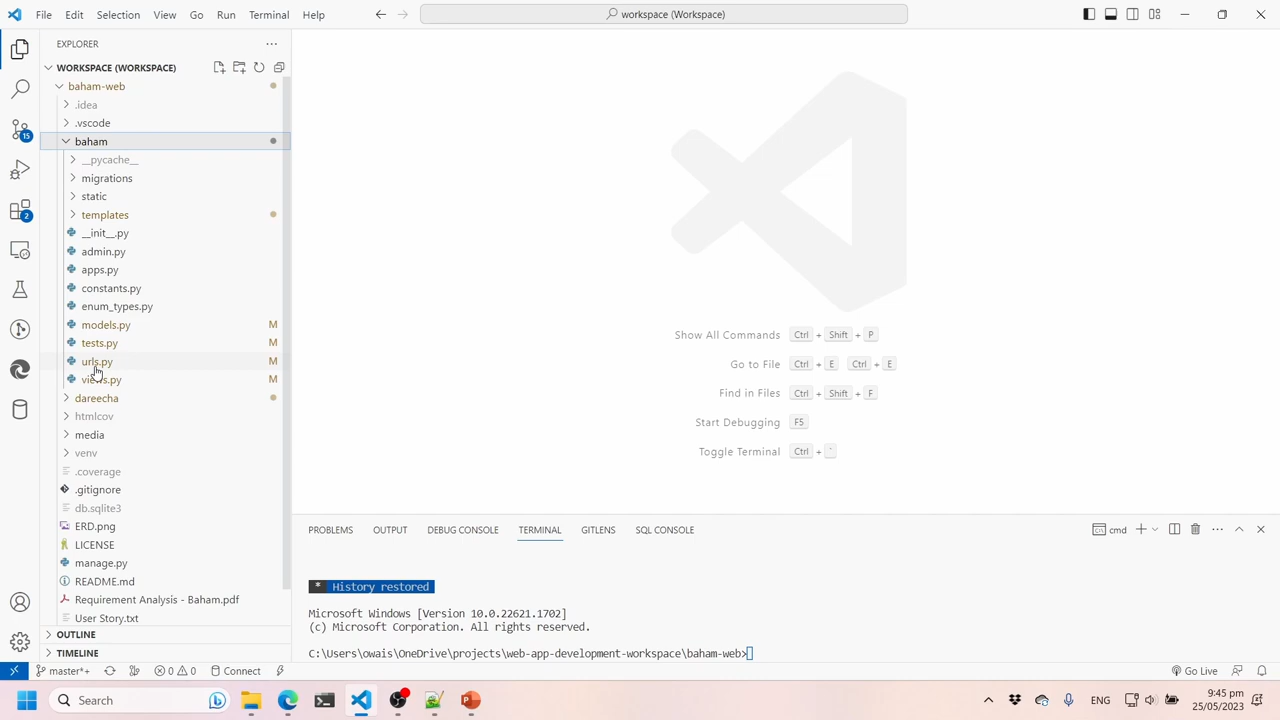 File Edit Selection View Go Run Terminal Help
workspace (Workspace)
EXPLORER
WORKSPACE (WORKSPACE)
baham-web
.idea
.vscode
baham
__pycache__
migrations
static
templates
__init__.py
admin.py
apps.py
constants.py
enum_types.py
models.py M
tests.py M
urls.py M
views.py M
dareecha
htmlcov
media
venv
.coverage
.gitignore
db.sqlite3
ERD.png
LICENSE
manage.py
README.md
Requirement Analysis - Baham.pdf
User Story.txt
OUTLINE
TIMELINE
15
2
Show All Commands Ctrl + Shift + P
Go to File Ctrl + E Ctrl + E
Find in Files Ctrl + Shift + F
Start Debugging F5
Toggle Terminal Ctrl + `
PROBLEMS OUTPUT DEBUG CONSOLE TERMINAL GITLENS SQL CONSOLE
cmd
* History restored
Microsoft Windows [Version 10.0.22621.1702]
(c) Microsoft Corporation. All rights reserved.
C:\Users\owais\OneDrive\projects\web-app-development-workspace\baham-web>
master*+ 0 0 Connect Go Live
Search ENG 9:45 pm
25/05/2023